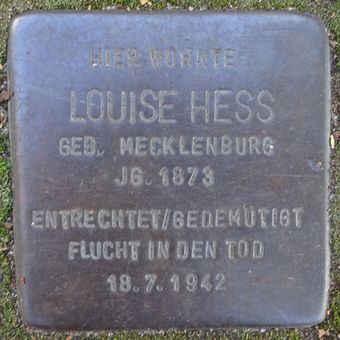 HIER WOHNTE
LOUISE HESS
GEB. MECKLENBURG
JG. 1873
ENTRECHTET/GEDEMÜTIGT
FLUCHT IN DEN TOD
18.7.1942